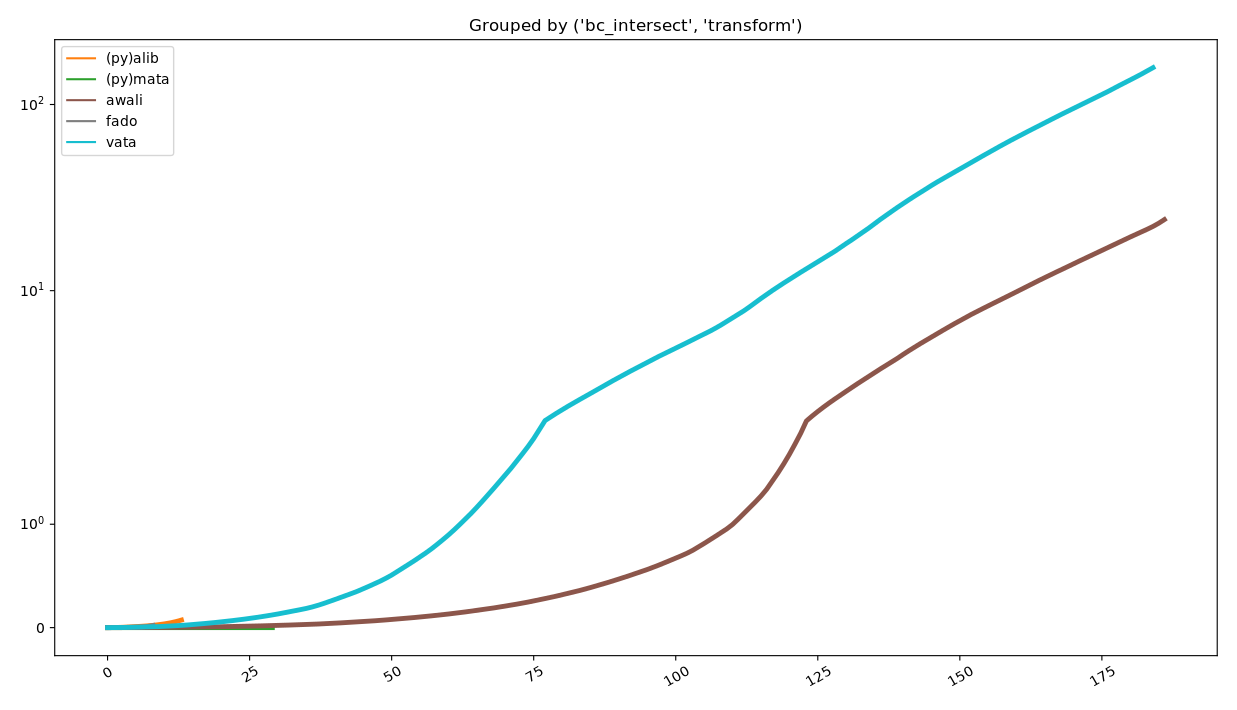 Grouped by ('bc_intersect', 'transform')
(py)alib
(py)mata
awali
fado
vata
10²
10¹
10⁰
0
0
25
50
75
100
125
150
175